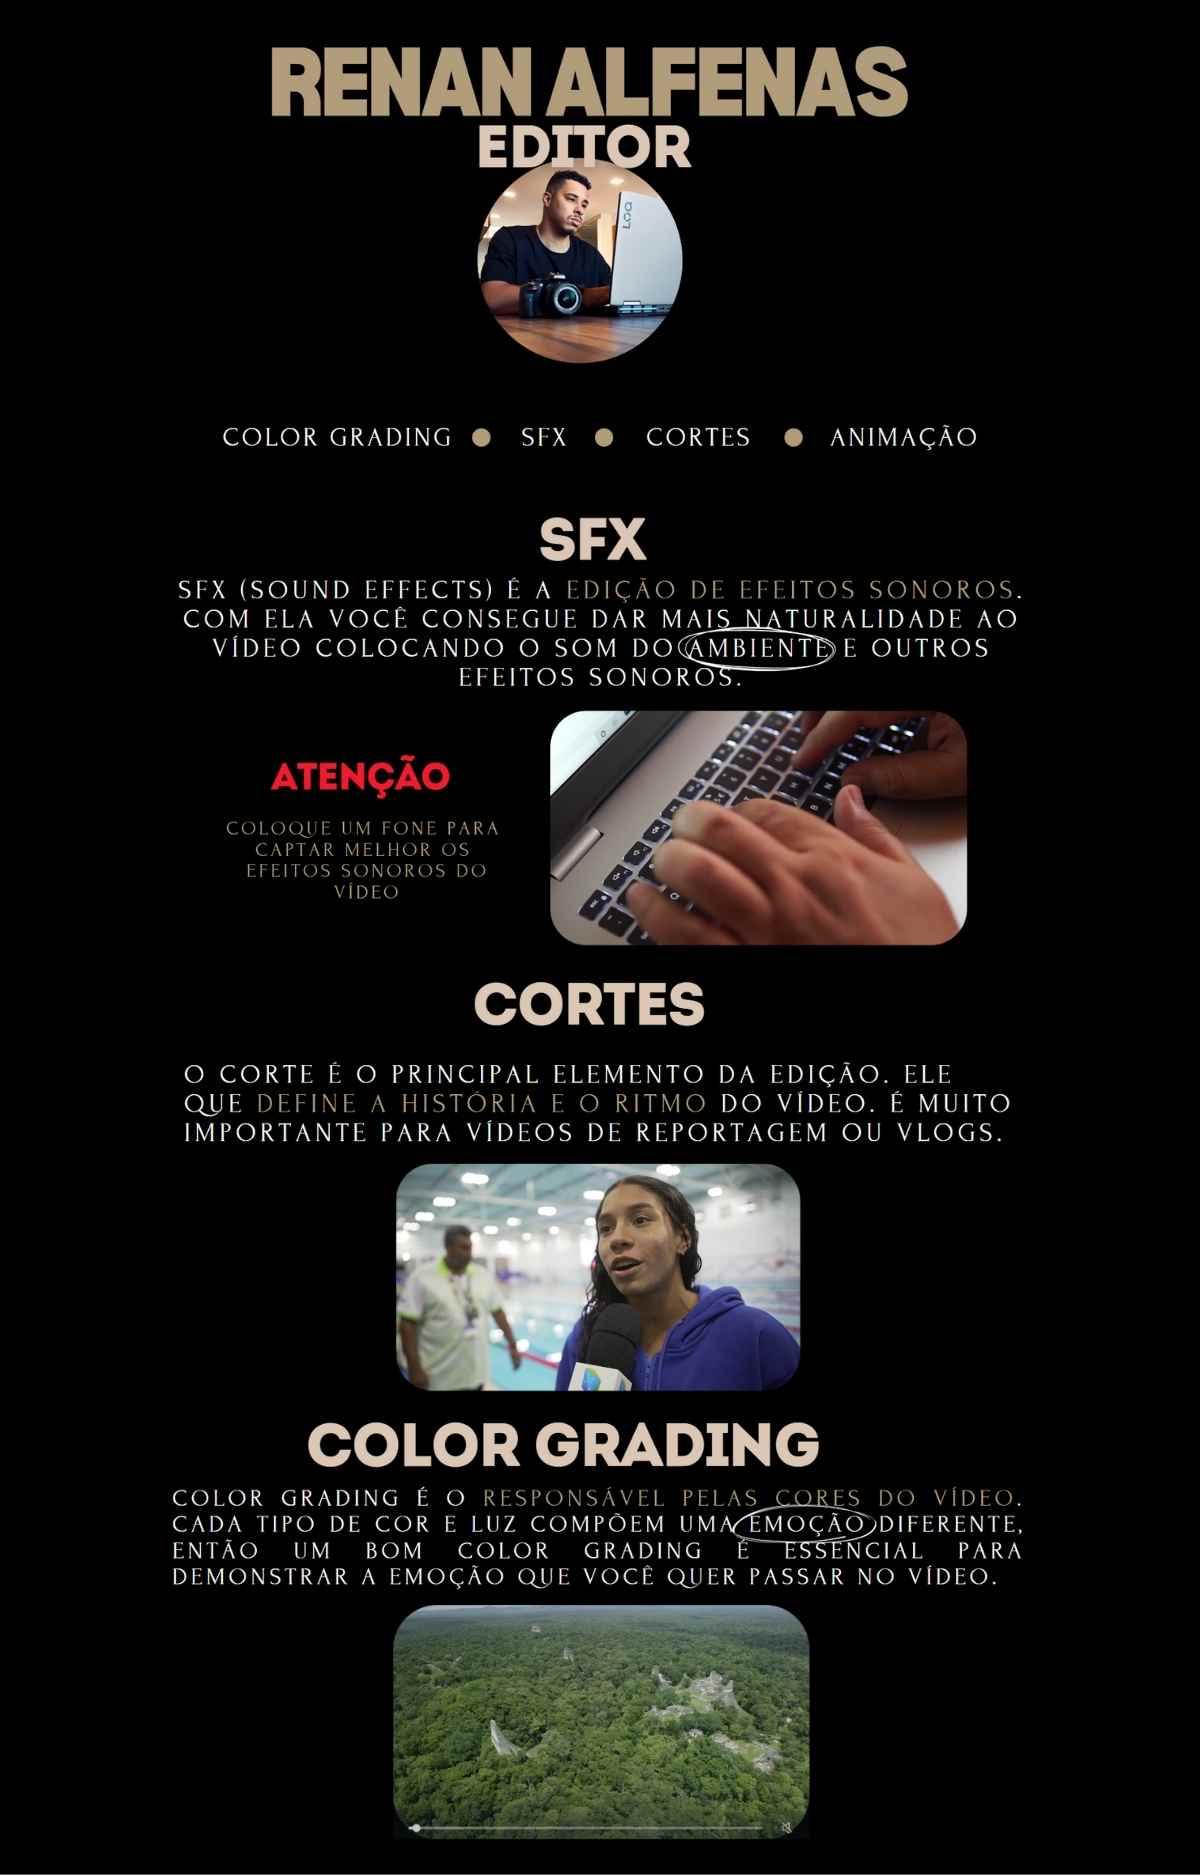 RENAN ALFENAS
EDITOR
LOQ
COLOR GRADING ● SFX ● CORTES ● ANIMAÇÃO
SFX
SFX (SOUND EFFECTS) É A EDIÇÃO DE EFEITOS SONOROS.
COM ELA VOCÊ CONSEGUE DAR MAIS NATURALIDADE AO
VÍDEO COLOCANDO O SOM DO AMBIENTE E OUTROS
EFEITOS SONOROS.
ATENÇÃO
COLOQUE UM FONE PARA
CAPTAR MELHOR OS
EFEITOS SONOROS DO
VÍDEO
CORTES
O CORTE É O PRINCIPAL ELEMENTO DA EDIÇÃO. ELE
QUE DEFINE A HISTÓRIA E O RITMO DO VÍDEO. É MUITO
IMPORTANTE PARA VÍDEOS DE REPORTAGEM OU VLOGS.
COLOR GRADING
COLOR GRADING É O RESPONSÁVEL PELAS CORES DO VÍDEO.
CADA TIPO DE COR E LUZ COMPÕEM UMA EMOÇÃO DIFERENTE,
ENTÃO UM BOM COLOR GRADING É ESSENCIAL PARA
DEMONSTRAR A EMOÇÃO QUE VOCÊ QUER PASSAR NO VÍDEO.